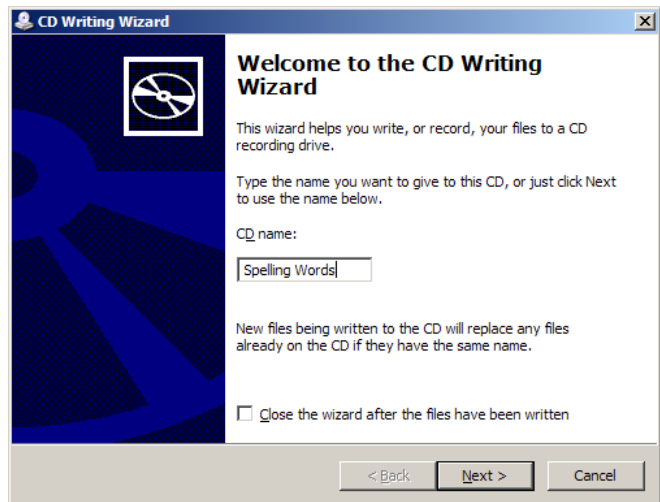 CD Writing Wizard
Welcome to the CD Writing
Wizard
This wizard helps you write, or record, your files to a CD
recording drive.
Type the name you want to give to this CD, or just click Next
to use the name below.
CD name:
Spelling Words
New files being written to the CD will replace any files
already on the CD if they have the same name.
Close the wizard after the files have been written
< Back Next > Cancel